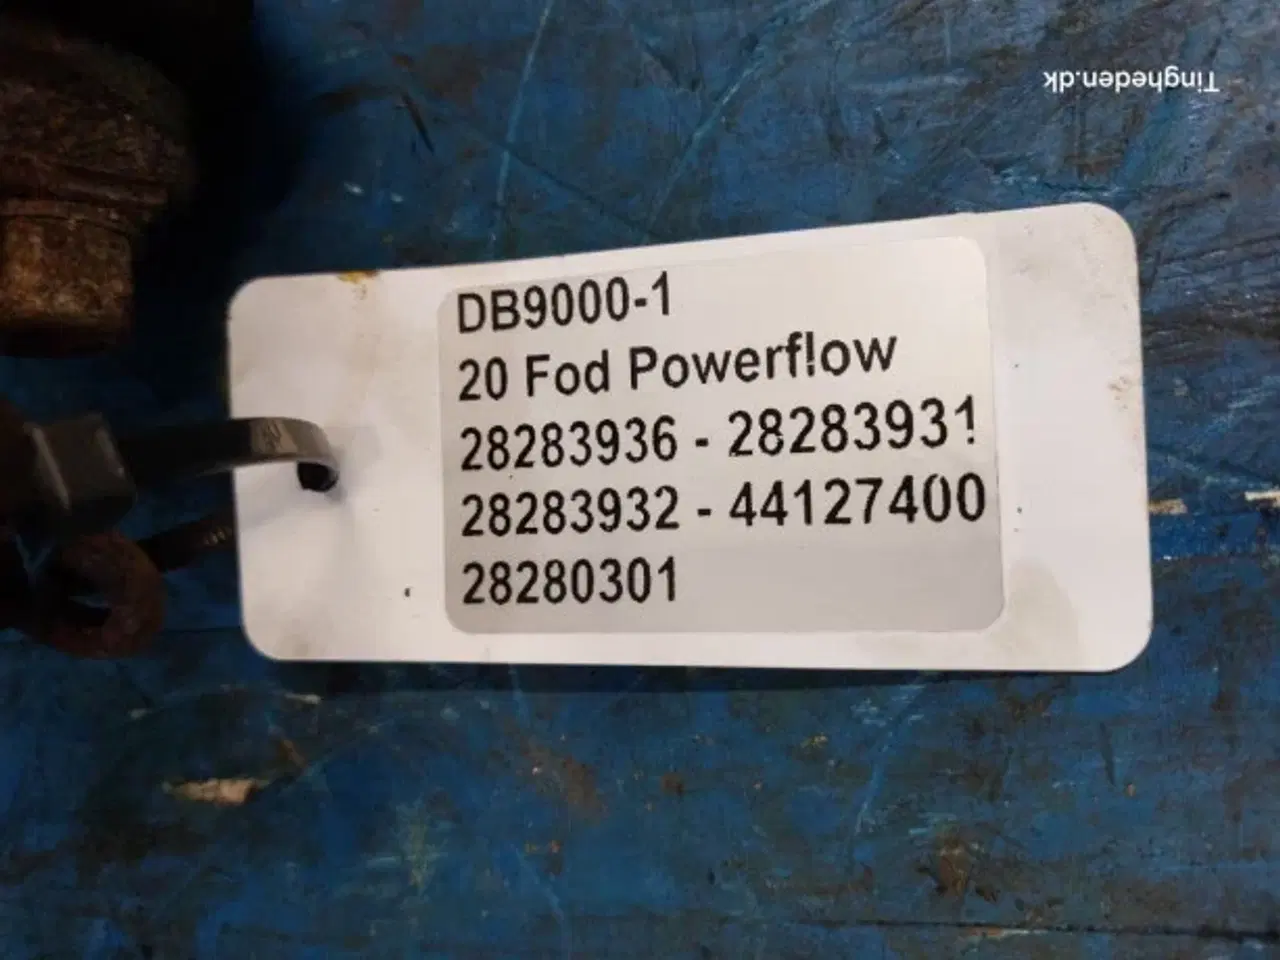 Tingheden.dk
DB9000-1
20 Fod Powerflow
28283936 - 28283931
28283932 - 44127400
28280301